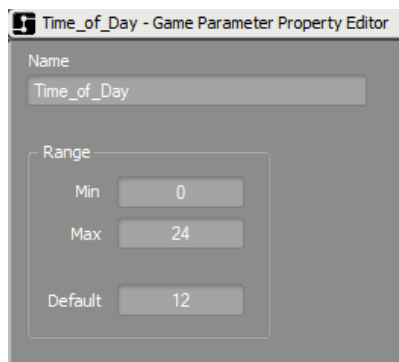 Time_of_Day - Game Parameter Property Editor
Name
Time_of_Day
Range
Min 0
Max 24
Default 12